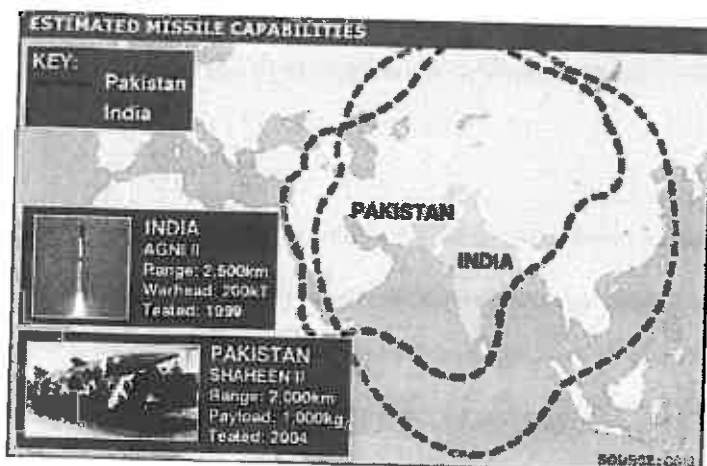 ESTIMATED MISSILE CAPABILITIES
KEY:
Pakistan
India
PAKISTAN
INDIA
INDIA
AGNI II
Range: 2,500km
Warhead: 200kT
Tested: 1999
PAKISTAN
SHAHEEN II
Range: 2,000km
Payload: 1,000kg
Tested: 2004
SOURCE: